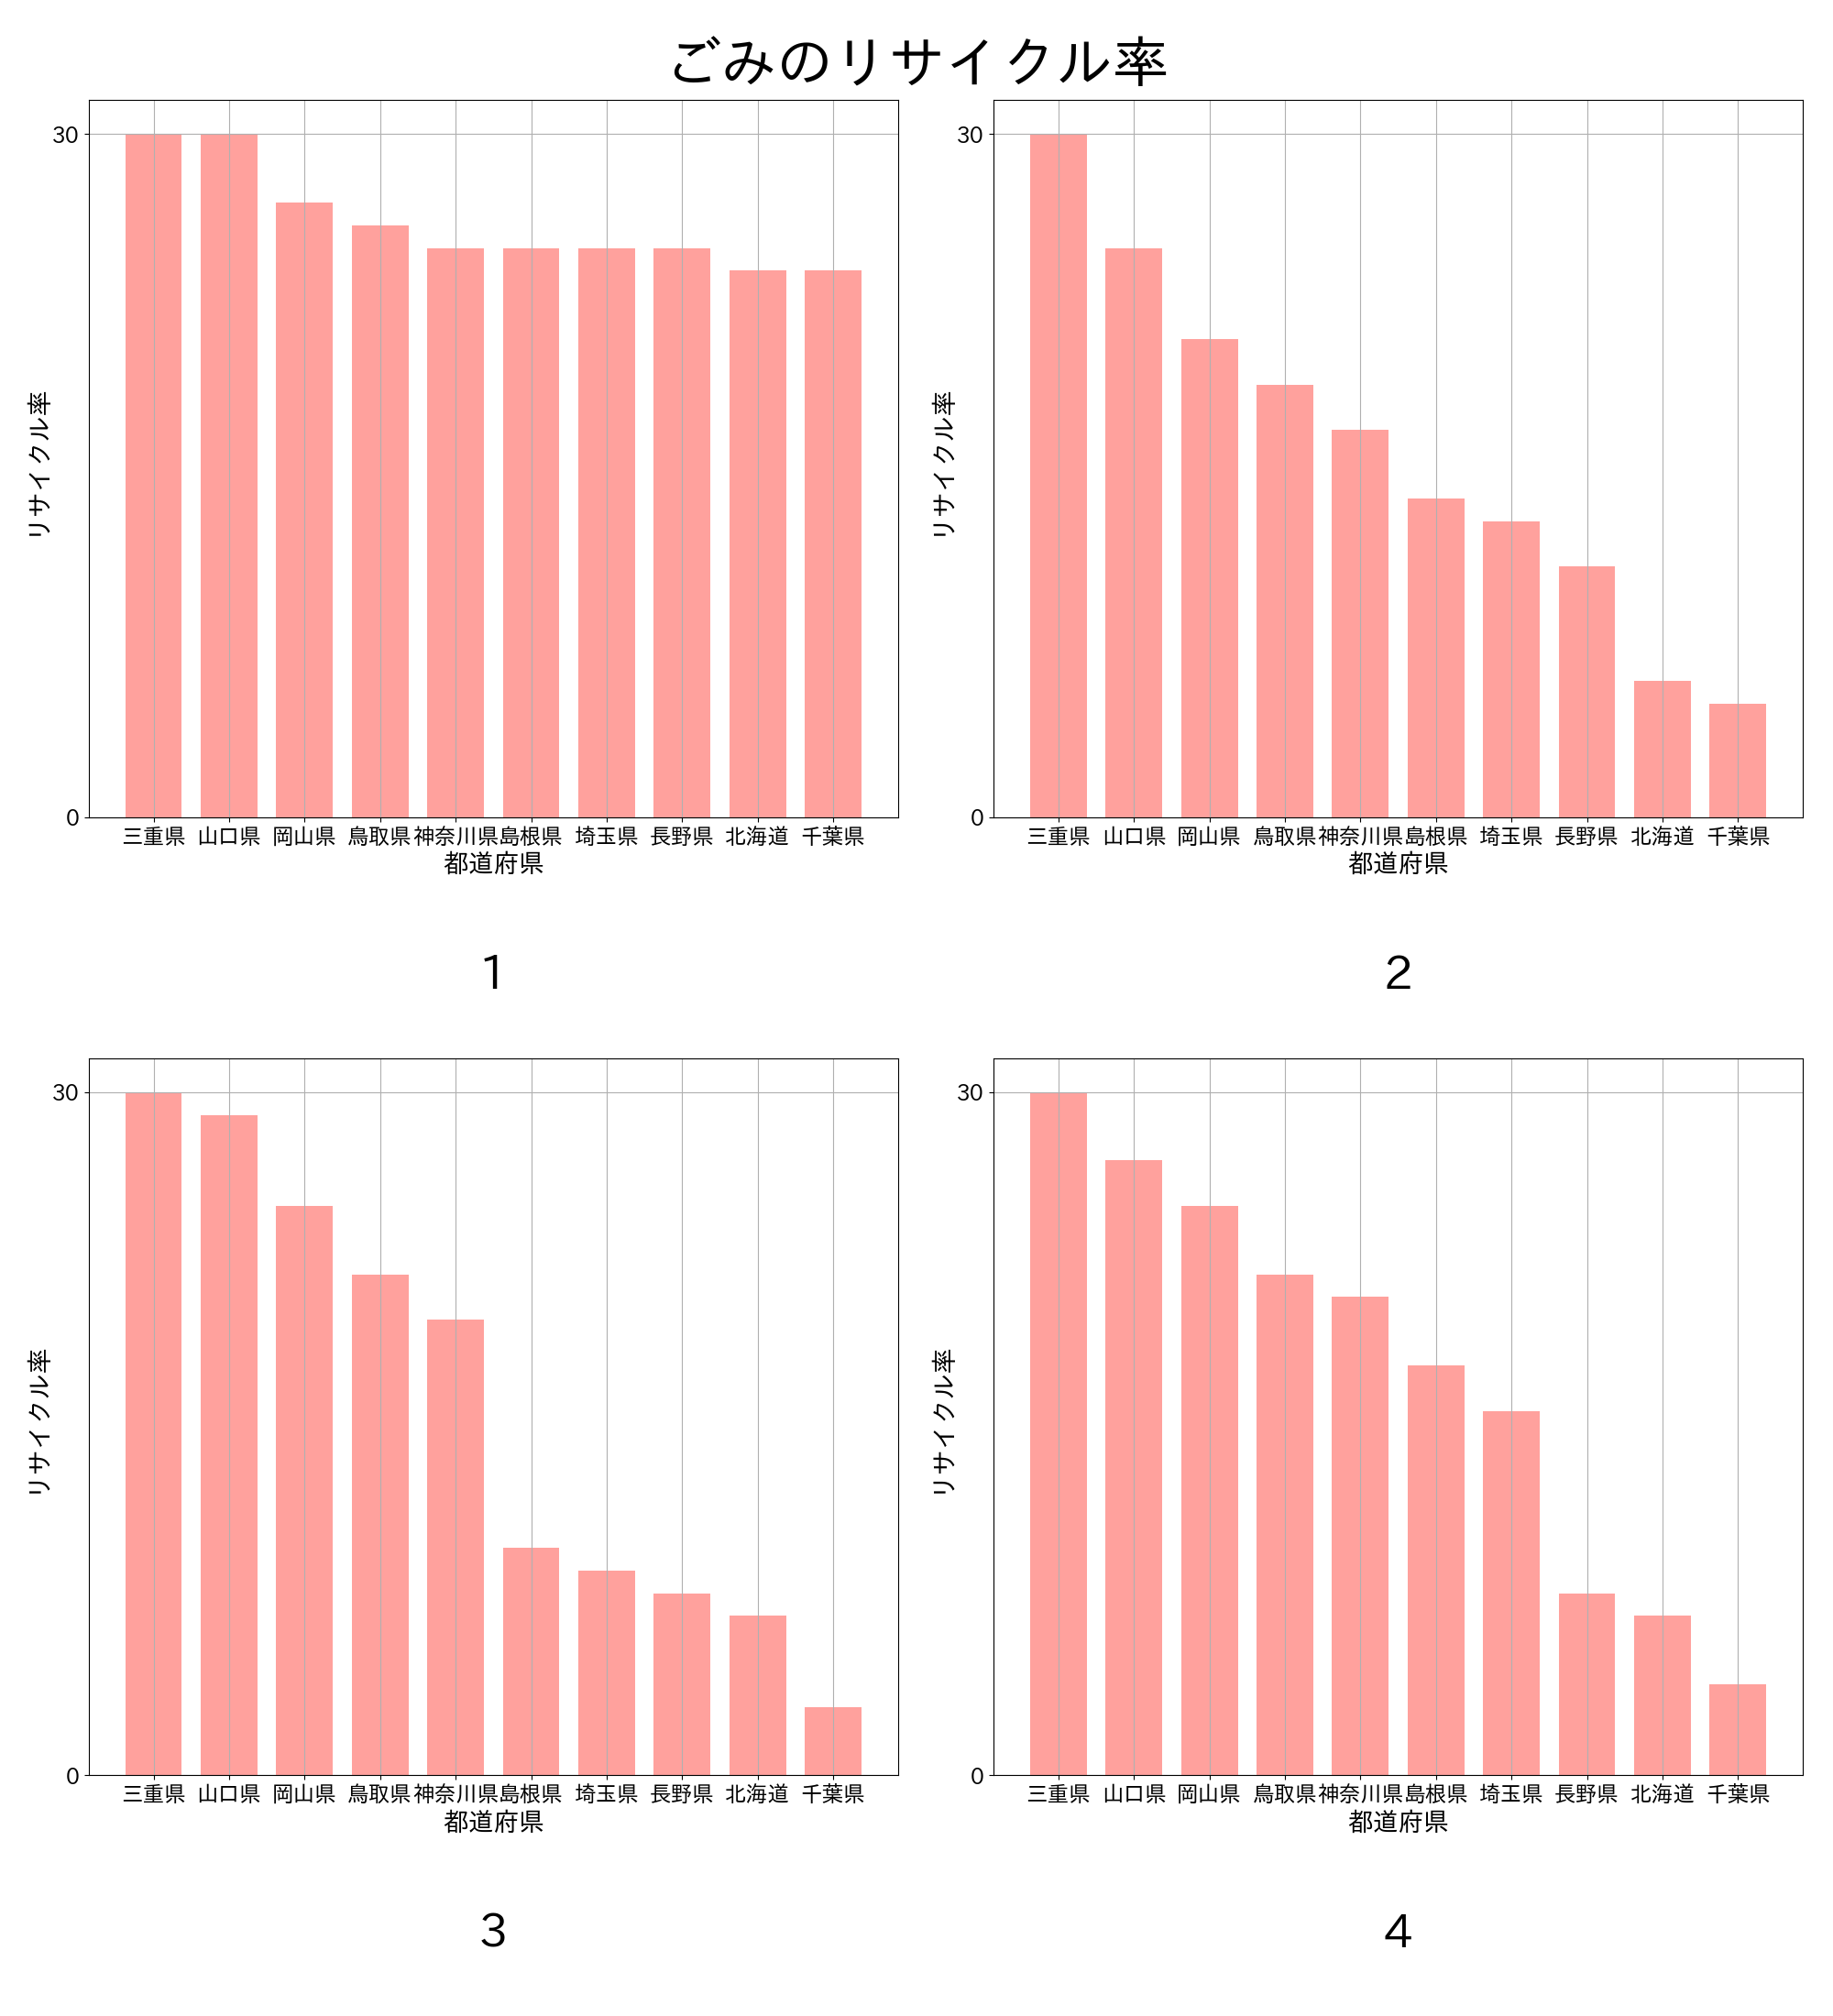 ごみのリサイクル率
30
0
リサイクル率
三重県 山口県 岡山県 鳥取県 神奈川県 島根県 埼玉県 長野県 北海道 千葉県
都道府県
1
30
0
リサイクル率
三重県 山口県 岡山県 鳥取県 神奈川県 島根県 埼玉県 長野県 北海道 千葉県
都道府県
2
30
0
リサイクル率
三重県 山口県 岡山県 鳥取県 神奈川県 島根県 埼玉県 長野県 北海道 千葉県
都道府県
3
30
0
リサイクル率
三重県 山口県 岡山県 鳥取県 神奈川県 島根県 埼玉県 長野県 北海道 千葉県
都道府県
4